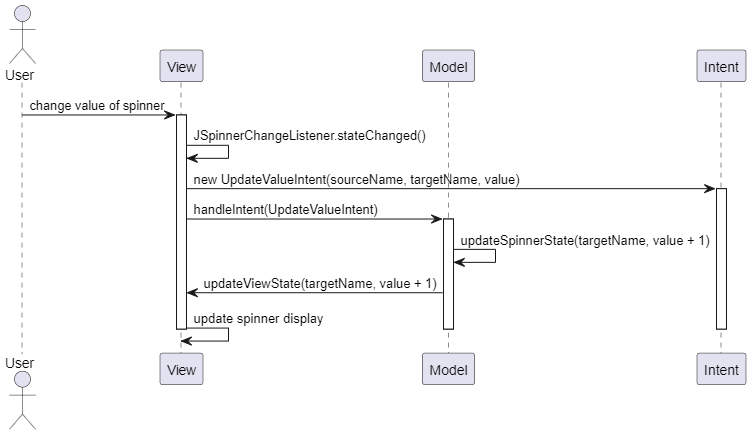 User
View
Model
Intent
change value of spinner
JSpinnerChangeListener.stateChanged()
new UpdateValueIntent(sourceName, targetName, value)
handleIntent(UpdateValueIntent)
updateSpinnerState(targetName, value + 1)
updateViewState(targetName, value + 1)
update spinner display
User
View
Model
Intent